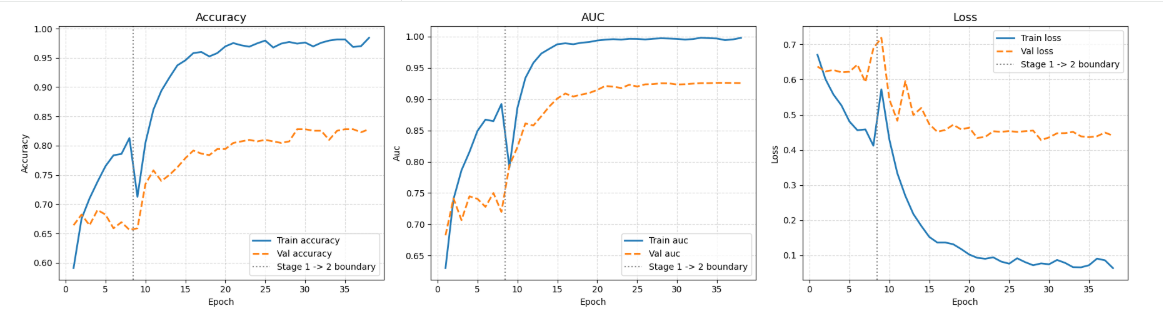 Accuracy
1.00
0.95
0.90
0.85
0.80
0.75
0.70
0.65
0.60
Accuracy
0 5 10 15 20 25 30 35
Epoch
Train accuracy
Val accuracy
Stage 1 -> 2 boundary
AUC
1.00
0.95
0.90
0.85
0.80
0.75
0.70
0.65
Auc
0 5 10 15 20 25 30 35
Epoch
Train auc
Val auc
Stage 1 -> 2 boundary
Loss
0.7
0.6
0.5
0.4
0.3
0.2
0.1
Loss
0 5 10 15 20 25 30 35
Epoch
Train loss
Val loss
Stage 1 -> 2 boundary